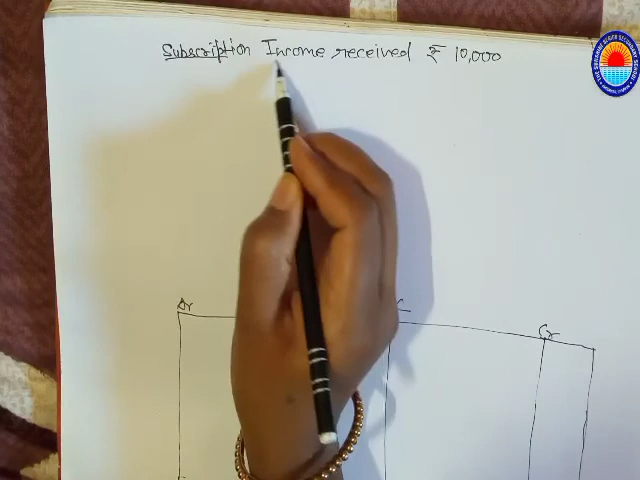 Subscription Income received ₹ 10,000
Dr
Cr